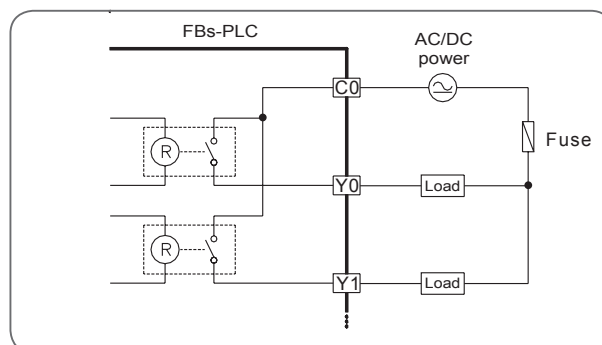 FBs-PLC
AC/DC
power
C0
R
Fuse
Y0
Load
R
Y1
Load